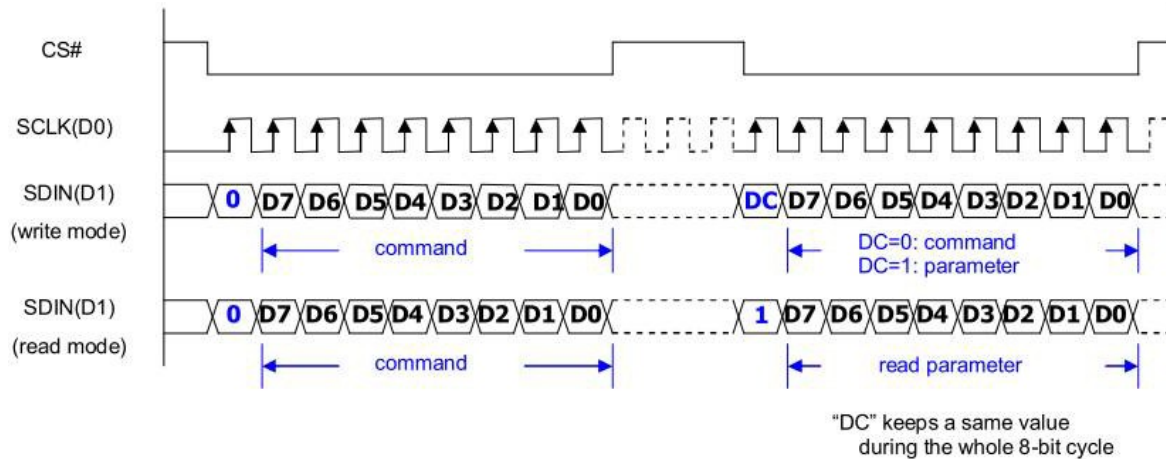 CS#
SCLK(D0)
SDIN(D1)
(write mode)
0 D7 D6 D5 D4 D3 D2 D1 D0
DC D7 D6 D5 D4 D3 D2 D1 D0
command
DC=0: command
DC=1: parameter
SDIN(D1)
(read mode)
0 D7 D6 D5 D4 D3 D2 D1 D0
1 D7 D6 D5 D4 D3 D2 D1 D0
command
read parameter
“DC” keeps a same value
during the whole 8-bit cycle